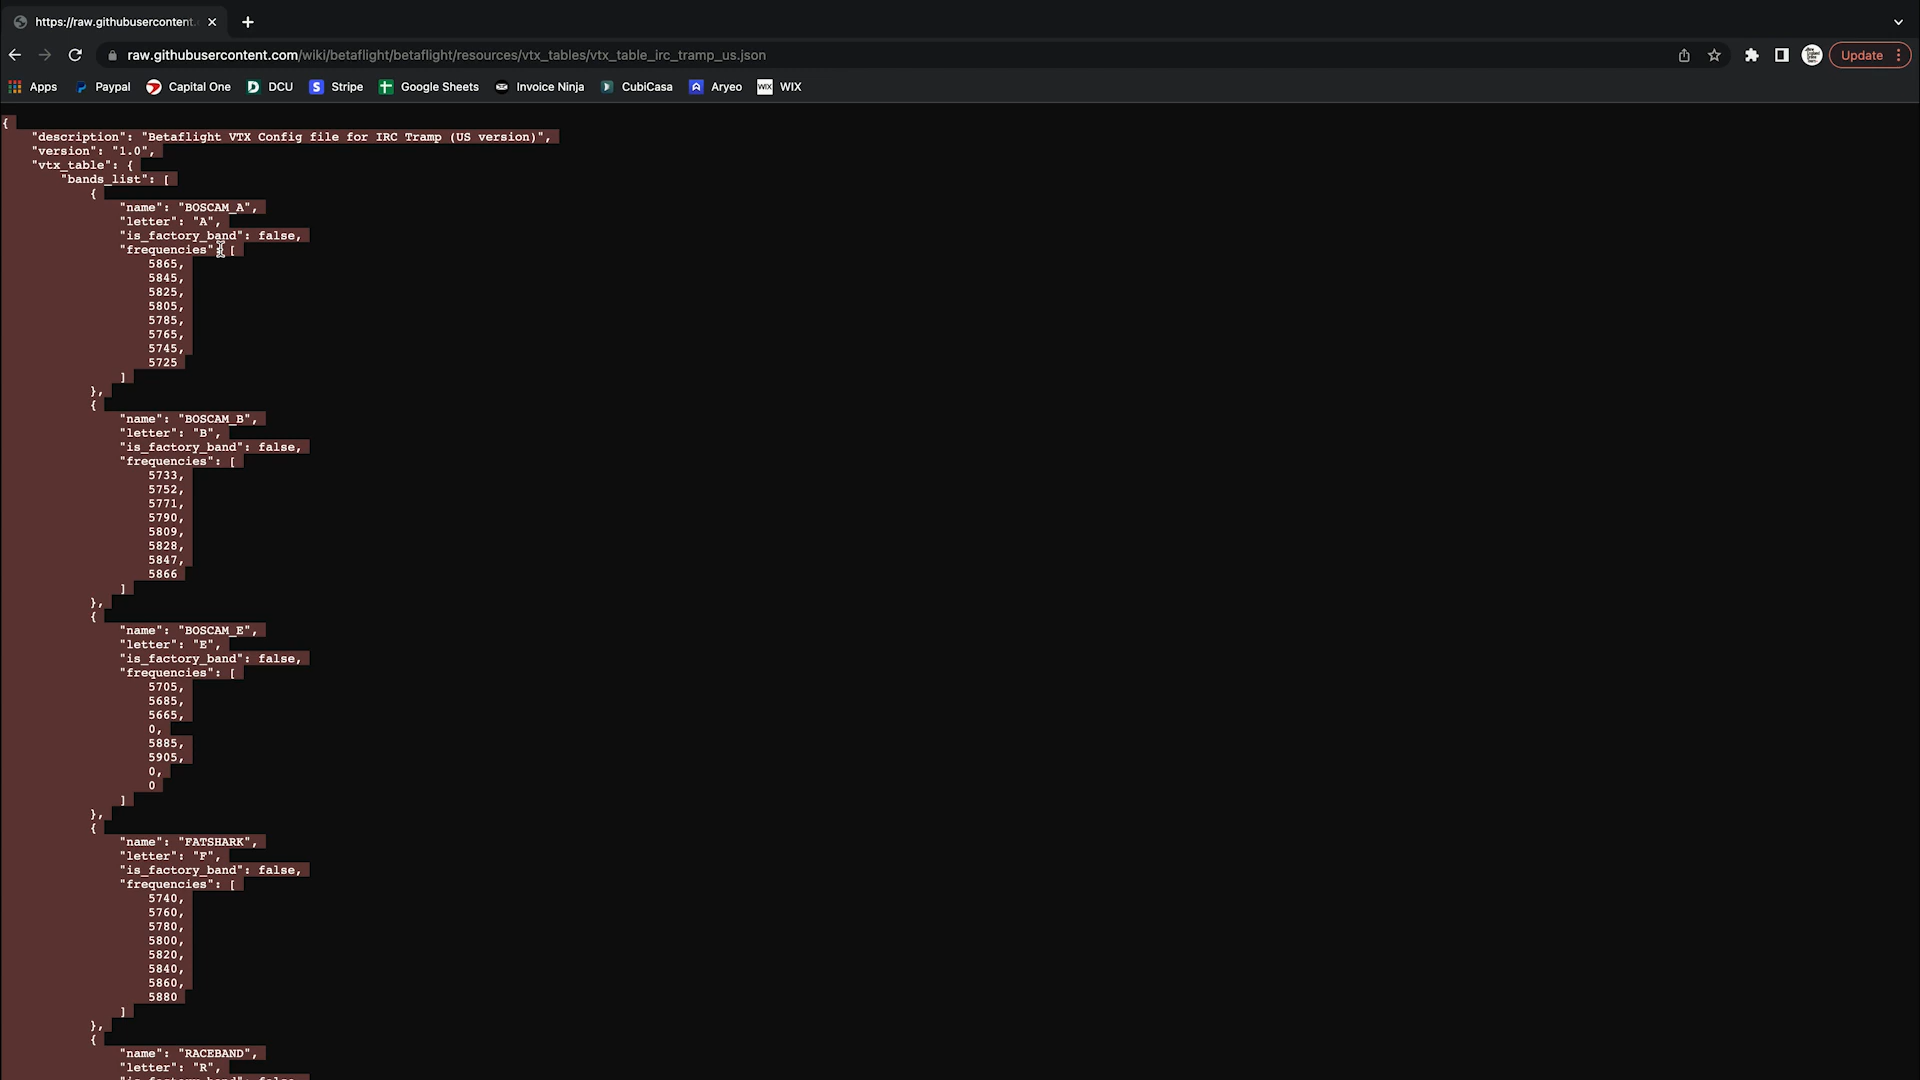 https://raw.githubusercontent.
raw.githubusercontent.com/wiki/betaflight/betaflight/resources/vtx_tables/vtx_table_irc_tramp_us.json
Update
Apps Paypal Capital One DCU Stripe Google Sheets Invoice Ninja CubiCasa Aryeo WIX WIX
{
"description": "Betaflight VTX Config file for IRC Tramp (US version)",
"version": "1.0",
"vtx_table": {
"bands_list": [
{
"name": "BOSCAM_A",
"letter": "A",
"is_factory_band": false,
"frequencies": [
5865,
5845,
5825,
5805,
5785,
5765,
5745,
5725
]
},
{
"name": "BOSCAM_B",
"letter": "B",
"is_factory_band": false,
"frequencies": [
5733,
5752,
5771,
5790,
5809,
5828,
5847,
5866
]
},
{
"name": "BOSCAM_E",
"letter": "E",
"is_factory_band": false,
"frequencies": [
5705,
5685,
5665,
0,
5885,
5905,
0,
0
]
},
{
"name": "FATSHARK",
"letter": "F",
"is_factory_band": false,
"frequencies": [
5740,
5760,
5780,
5800,
5820,
5840,
5860,
5880
]
},
{
"name": "RACEBAND",
"letter": "R",